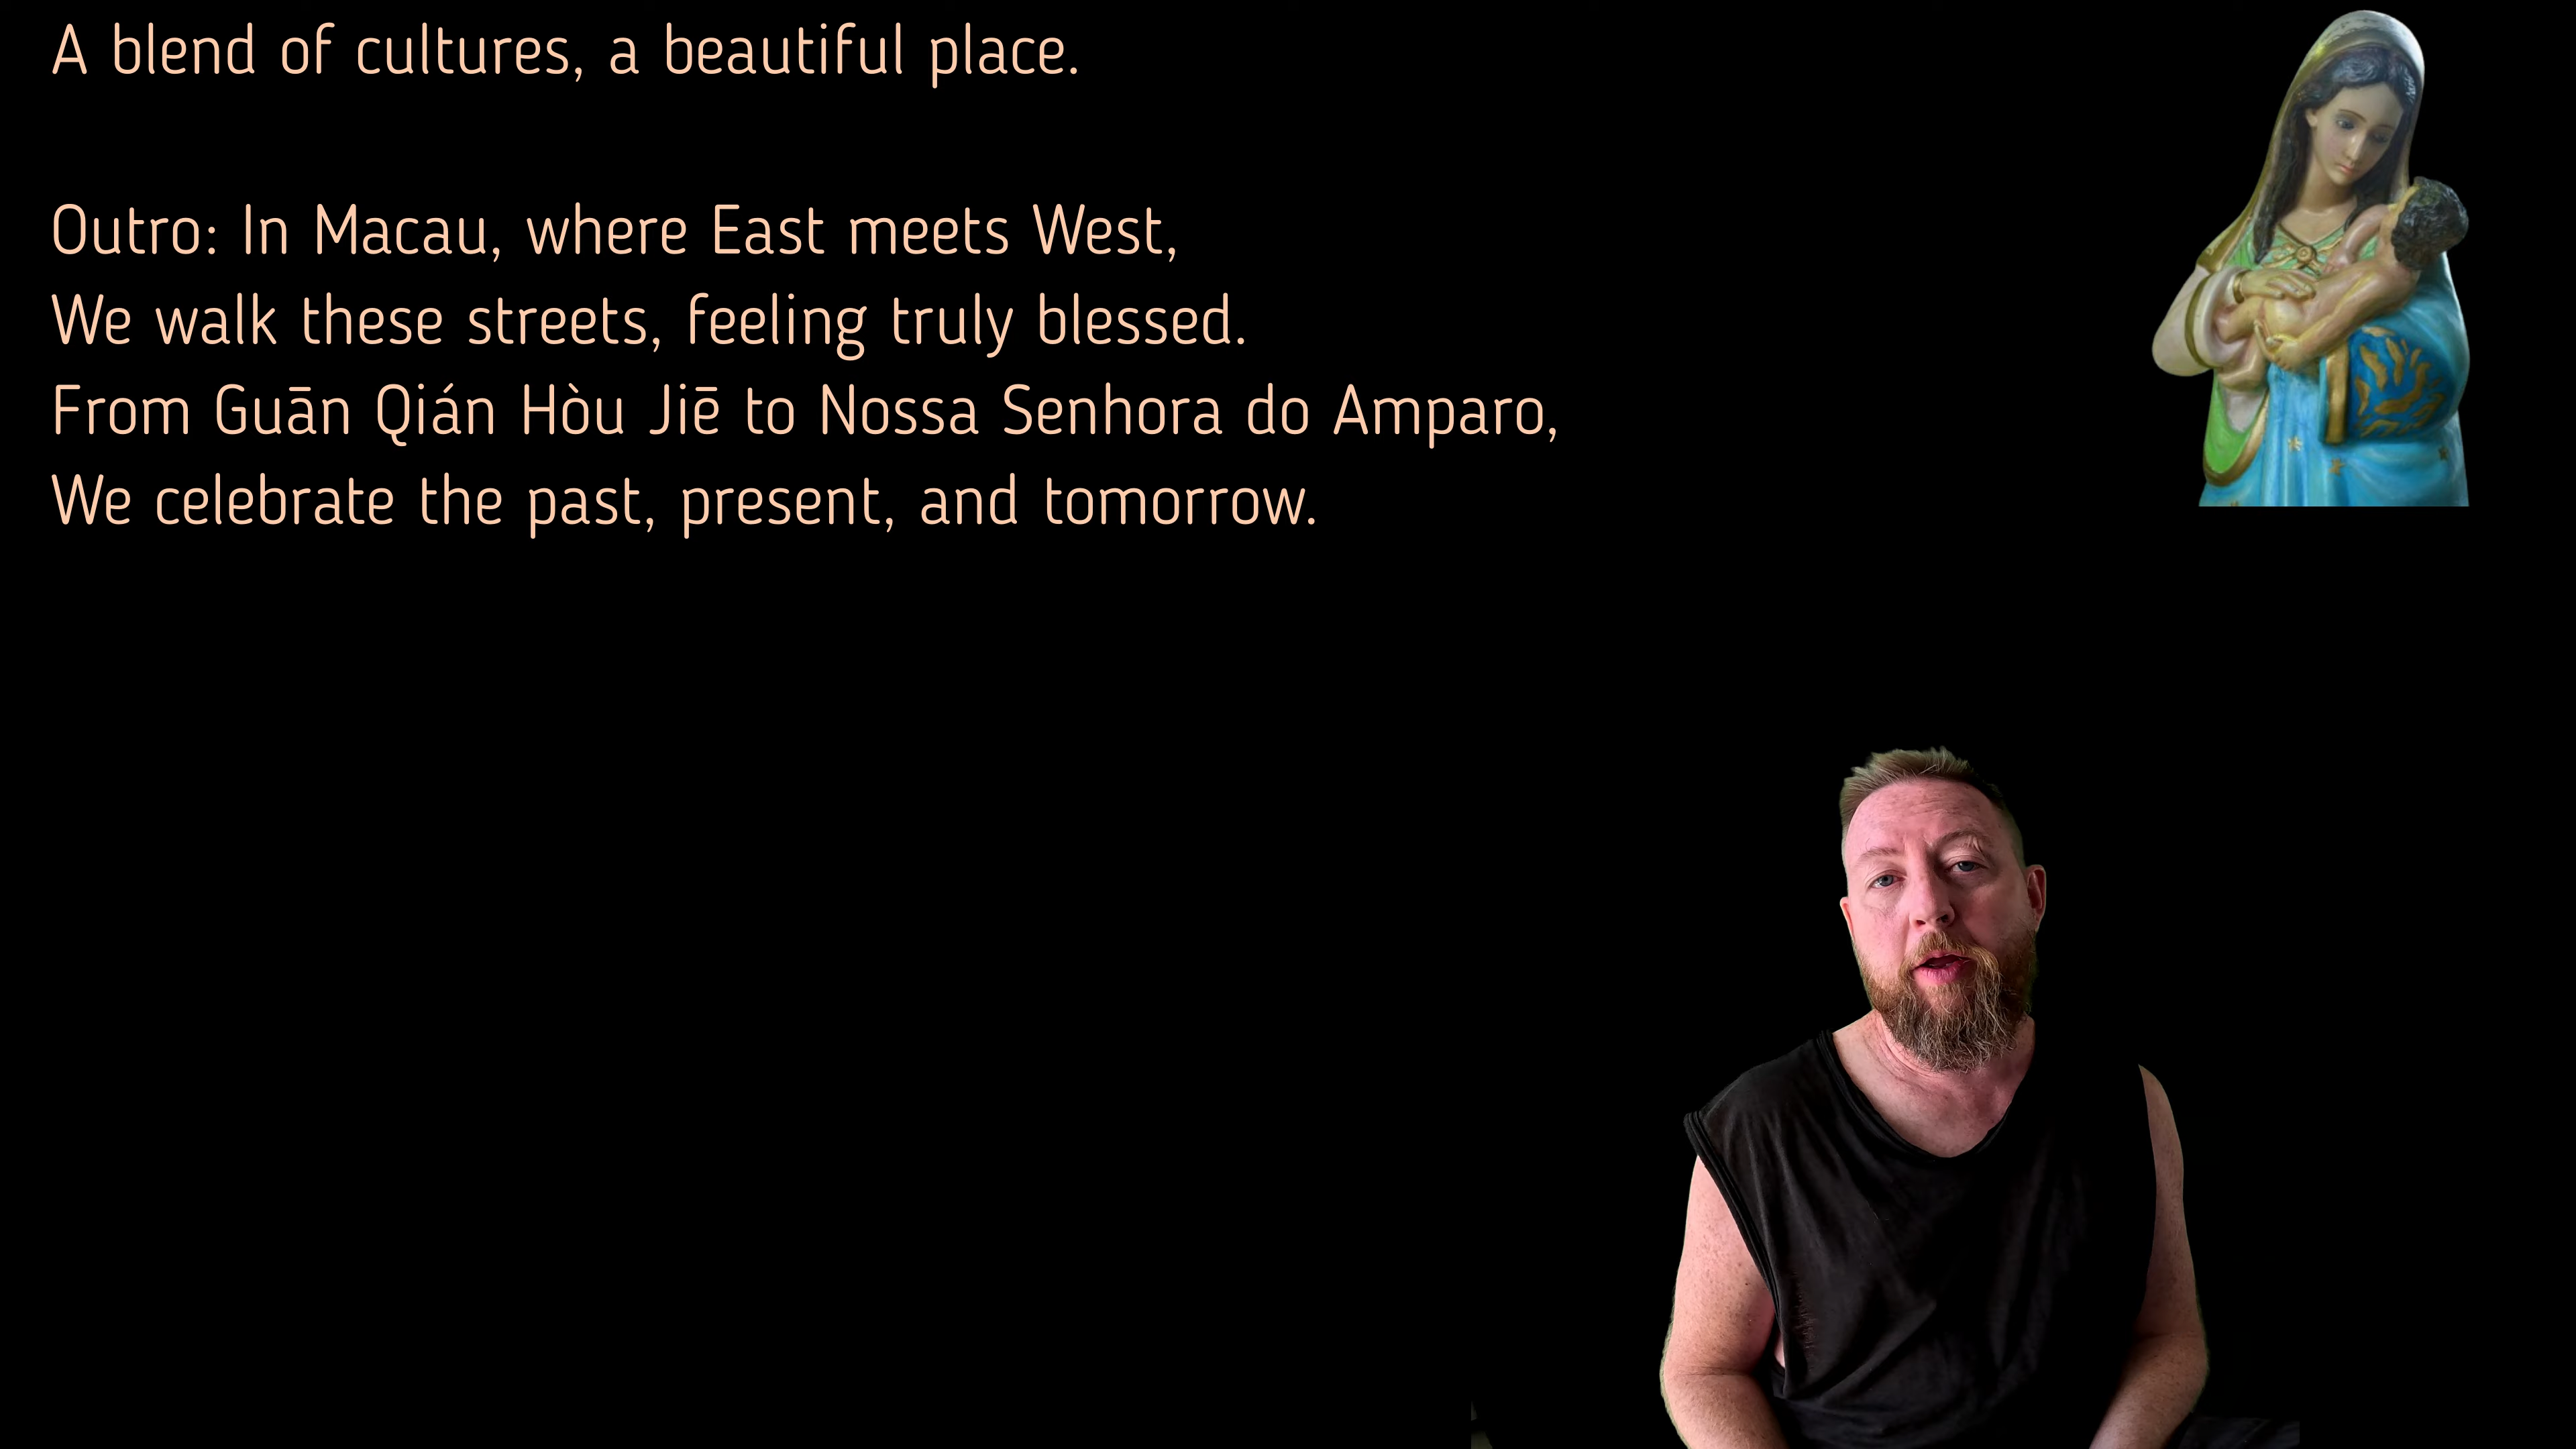 A blend of cultures, a beautiful place.
Outro: In Macau, where East meets West,
We walk these streets, feeling truly blessed.
From Guān Qián Hòu Jiē to Nossa Senhora do Amparo,
We celebrate the past, present, and tomorrow.